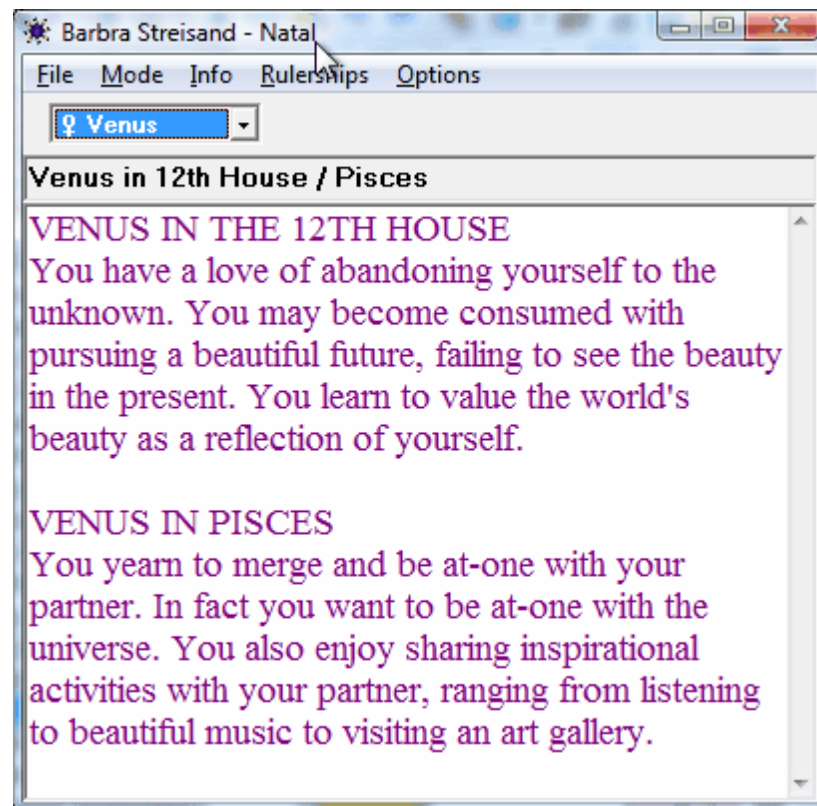 Barbra Streisand - Natal
File Mode Info Rulerships Options
♀ Venus
Venus in 12th House / Pisces
VENUS IN THE 12TH HOUSE
You have a love of abandoning yourself to the
unknown. You may become consumed with
pursuing a beautiful future, failing to see the beauty
in the present. You learn to value the world's
beauty as a reflection of yourself.
VENUS IN PISCES
You yearn to merge and be at-one with your
partner. In fact you want to be at-one with the
universe. You also enjoy sharing inspirational
activities with your partner, ranging from listening
to beautiful music to visiting an art gallery.